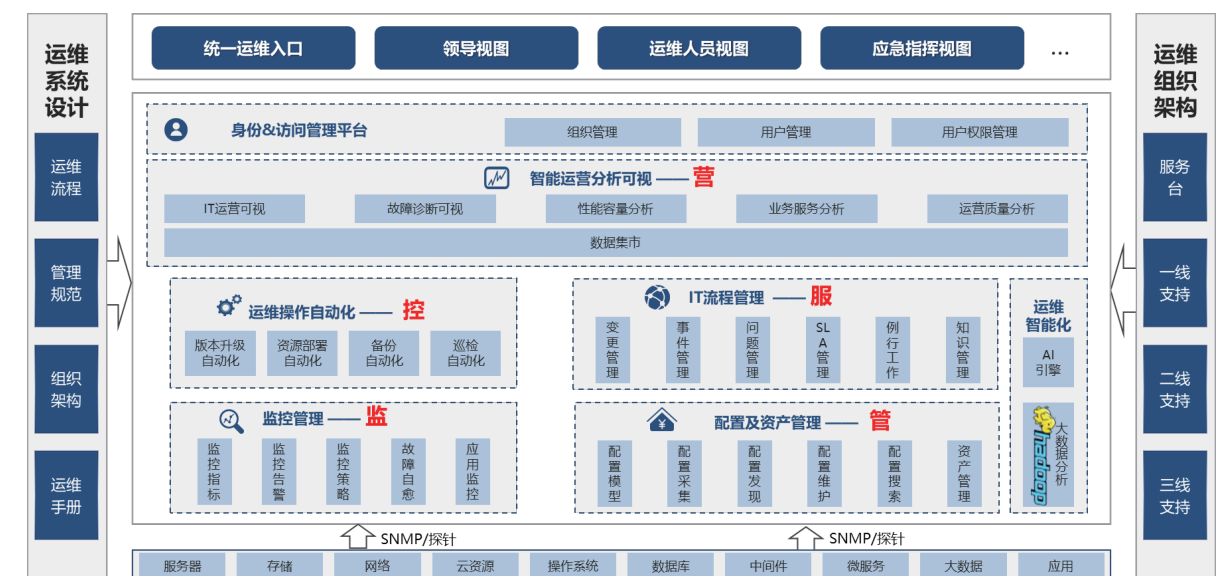 运维
系统
设计
运维
流程
管理
规范
组织
架构
运维
手册
统一运维入口
领导视图
运维人员视图
应急指挥视图
...
身份&访问管理平台
组织管理
用户管理
用户权限管理
智能运营分析可视 —— 营
IT运营可视
故障诊断可视
性能容量分析
业务服务分析
运营质量分析
数据集市
运维操作自动化 —— 控
版本升级
自动化
资源部署
自动化
备份
自动化
巡检
自动化
IT流程管理 —— 服
变更管理
事件管理
问题管理
SLA管理
例行工作
知识管理
监控管理 —— 监
监控指标
监控告警
监控策略
故障自愈
应用监控
配置及资产管理 —— 管
配置模型
配置采集
配置发现
配置维护
配置搜索
资产管理
运维
智能化
AI
引擎
hadoop
大数据分析
SNMP/探针
SNMP/探针
服务器
存储
网络
云资源
操作系统
数据库
中间件
微服务
大数据
应用
运维
组织
架构
服务
台
一线
支持
二线
支持
三线
支持